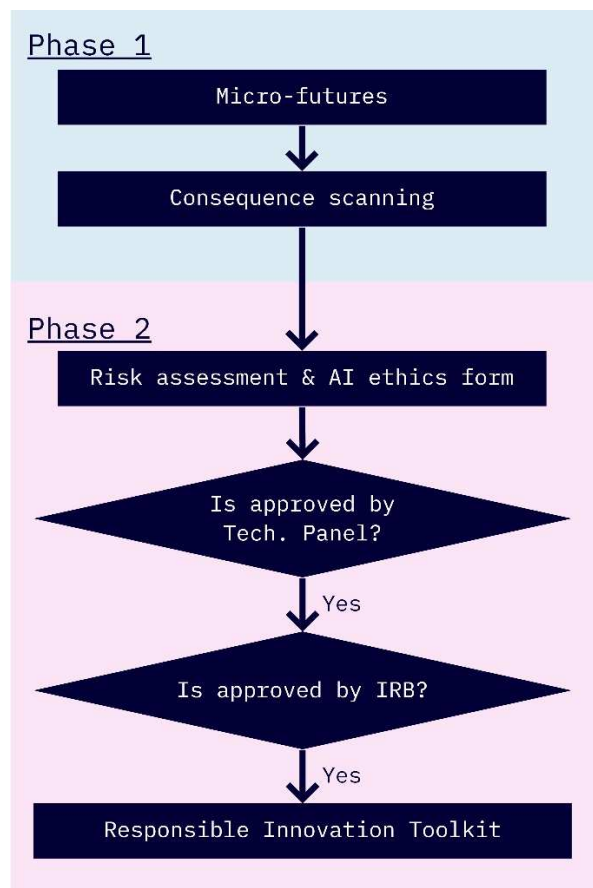 Phase 1
Micro-futures
Consequence scanning
Phase 2
Risk assessment & AI ethics form
Is approved by
Tech. Panel?
Yes
Is approved by IRB?
Yes
Responsible Innovation Toolkit